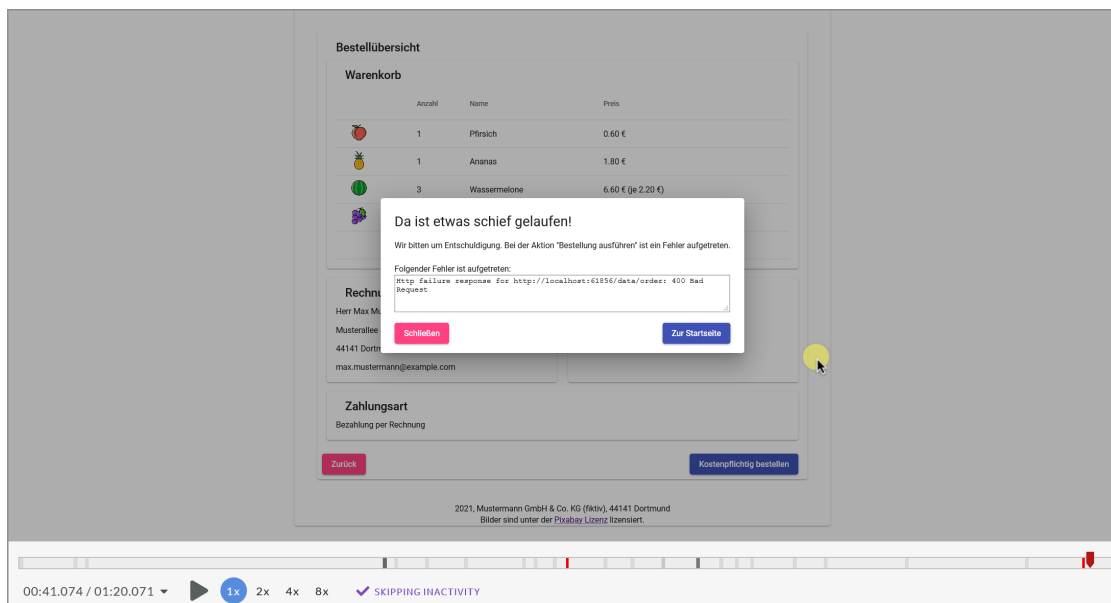 Bestellübersicht
Warenkorb
Anzahl Name Preis
1 Pfirsich 0.60 €
1 Ananas 1.80 €
3 Wassermelone 6.60 € (je 2.20 €)
Da ist etwas schief gelaufen!
Wir bitten um Entschuldigung. Bei der Aktion "Bestellung ausführen" ist ein Fehler aufgetreten.
Folgender Fehler ist aufgetreten:
Http failure response for http://localhost:61856/data/order: 400 Bad
Request
Schließen Zur Startseite
Rechnu
Herr Max Mu
Musterallee
44141 Dortm
max.mustermann@example.com
Zahlungsart
Bezahlung per Rechnung
Zurück Kostenpflichtig bestellen
2021, Mustermann GmbH & Co. KG (fiktiv), 44141 Dortmund
Bilder sind unter der Pixabay Lizenz lizensiert.
00:41.074 / 01:20.071 1x 2x 4x 8x SKIPPING INACTIVITY